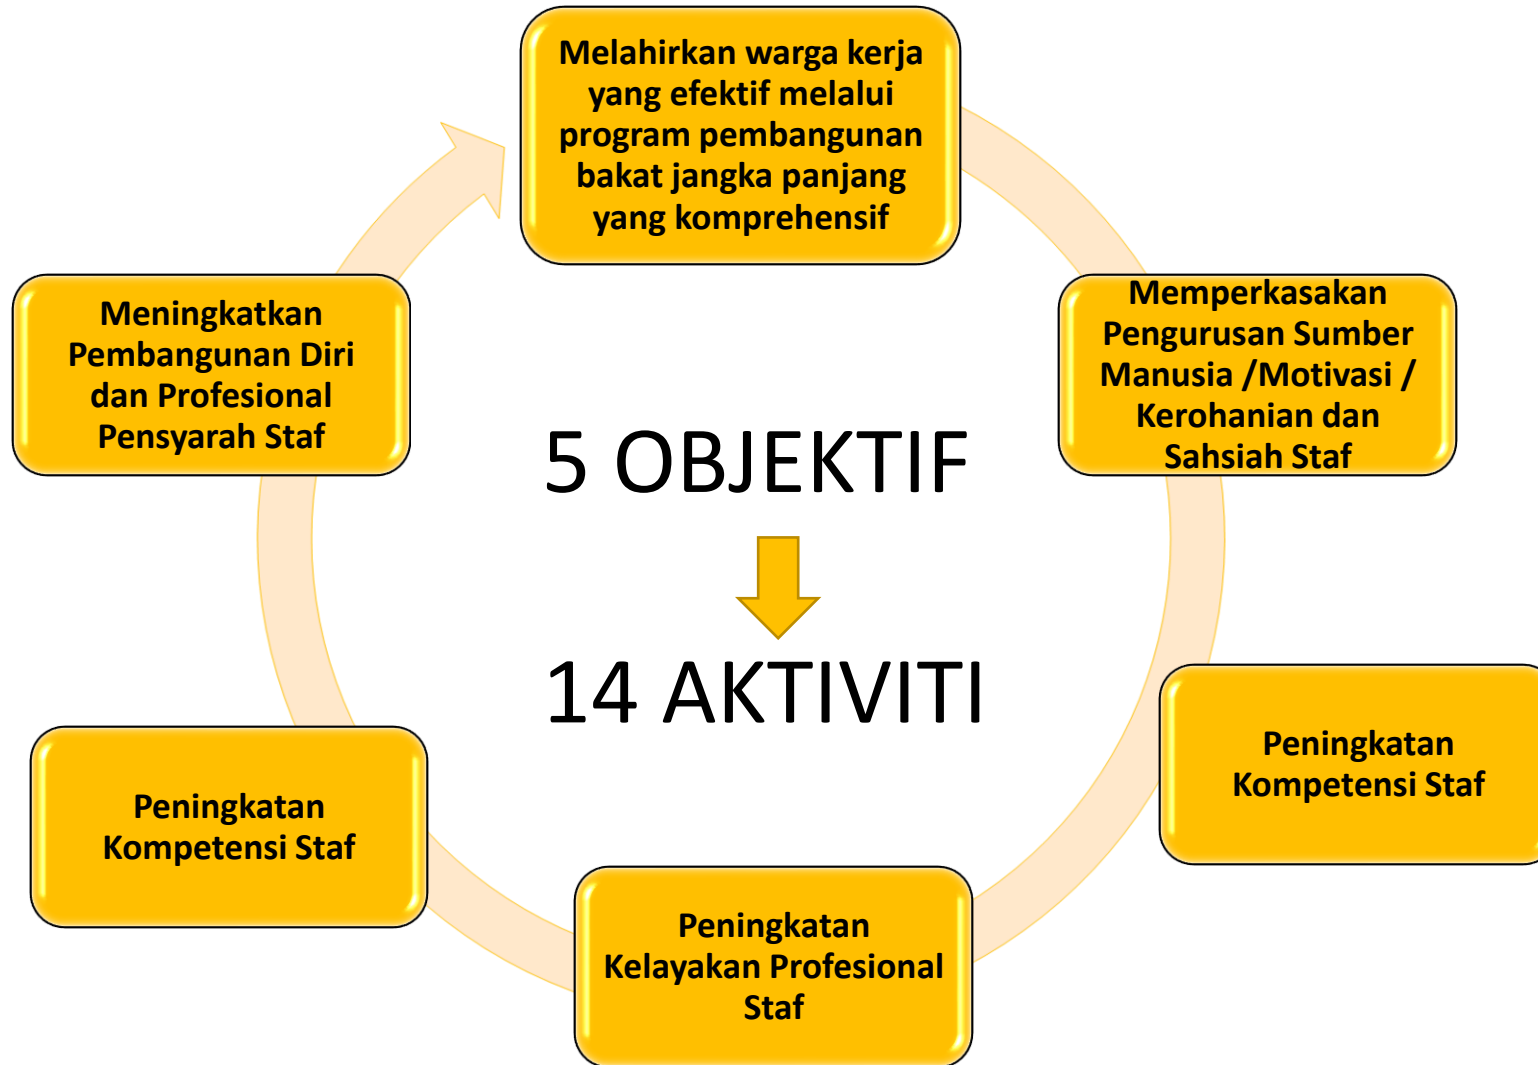 Melahirkan warga kerja
yang efektif melalui
program pembangunan
bakat jangka panjang
yang komprehensif
Memperkasakan
Pengurusan Sumber
Manusia /Motivasi /
Kerohanian dan
Sahsiah Staf
Peningkatan
Kompetensi Staf
Peningkatan
Kelayakan Profesional
Staf
Peningkatan
Kompetensi Staf
Meningkatkan
Pembangunan Diri
dan Profesional
Pensyarah Staf
5 OBJEKTIF
14 AKTIVITI